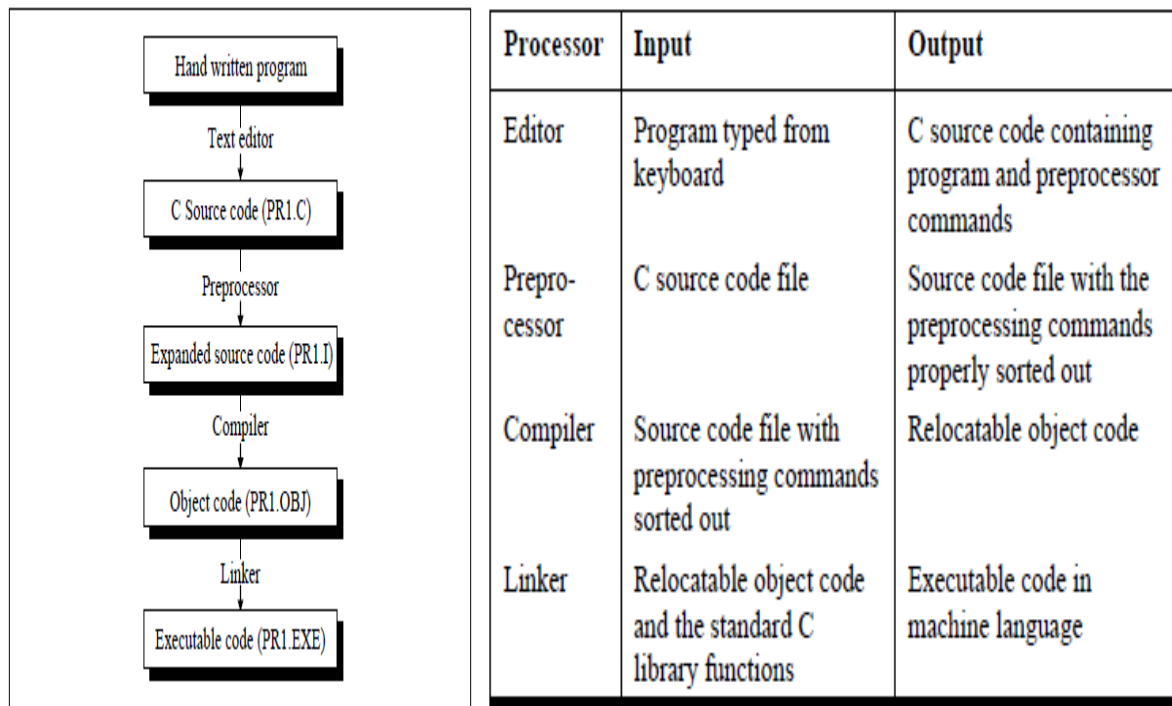 Hand written program
Text editor
C Source code (PR1.C)
Preprocessor
Expanded source code (PR1.I)
Compiler
Object code (PR1.OBJ)
Linker
Executable code (PR1.EXE)
Processor Input Output
Editor Program typed from C source code containing
keyboard program and preprocessor
commands
Prepro- C source code file Source code file with the
cessor preprocessing commands
properly sorted out
Compiler Source code file with Relocatable object code
preprocessing commands
sorted out
Linker Relocatable object code Executable code in
and the standard C machine language
library functions